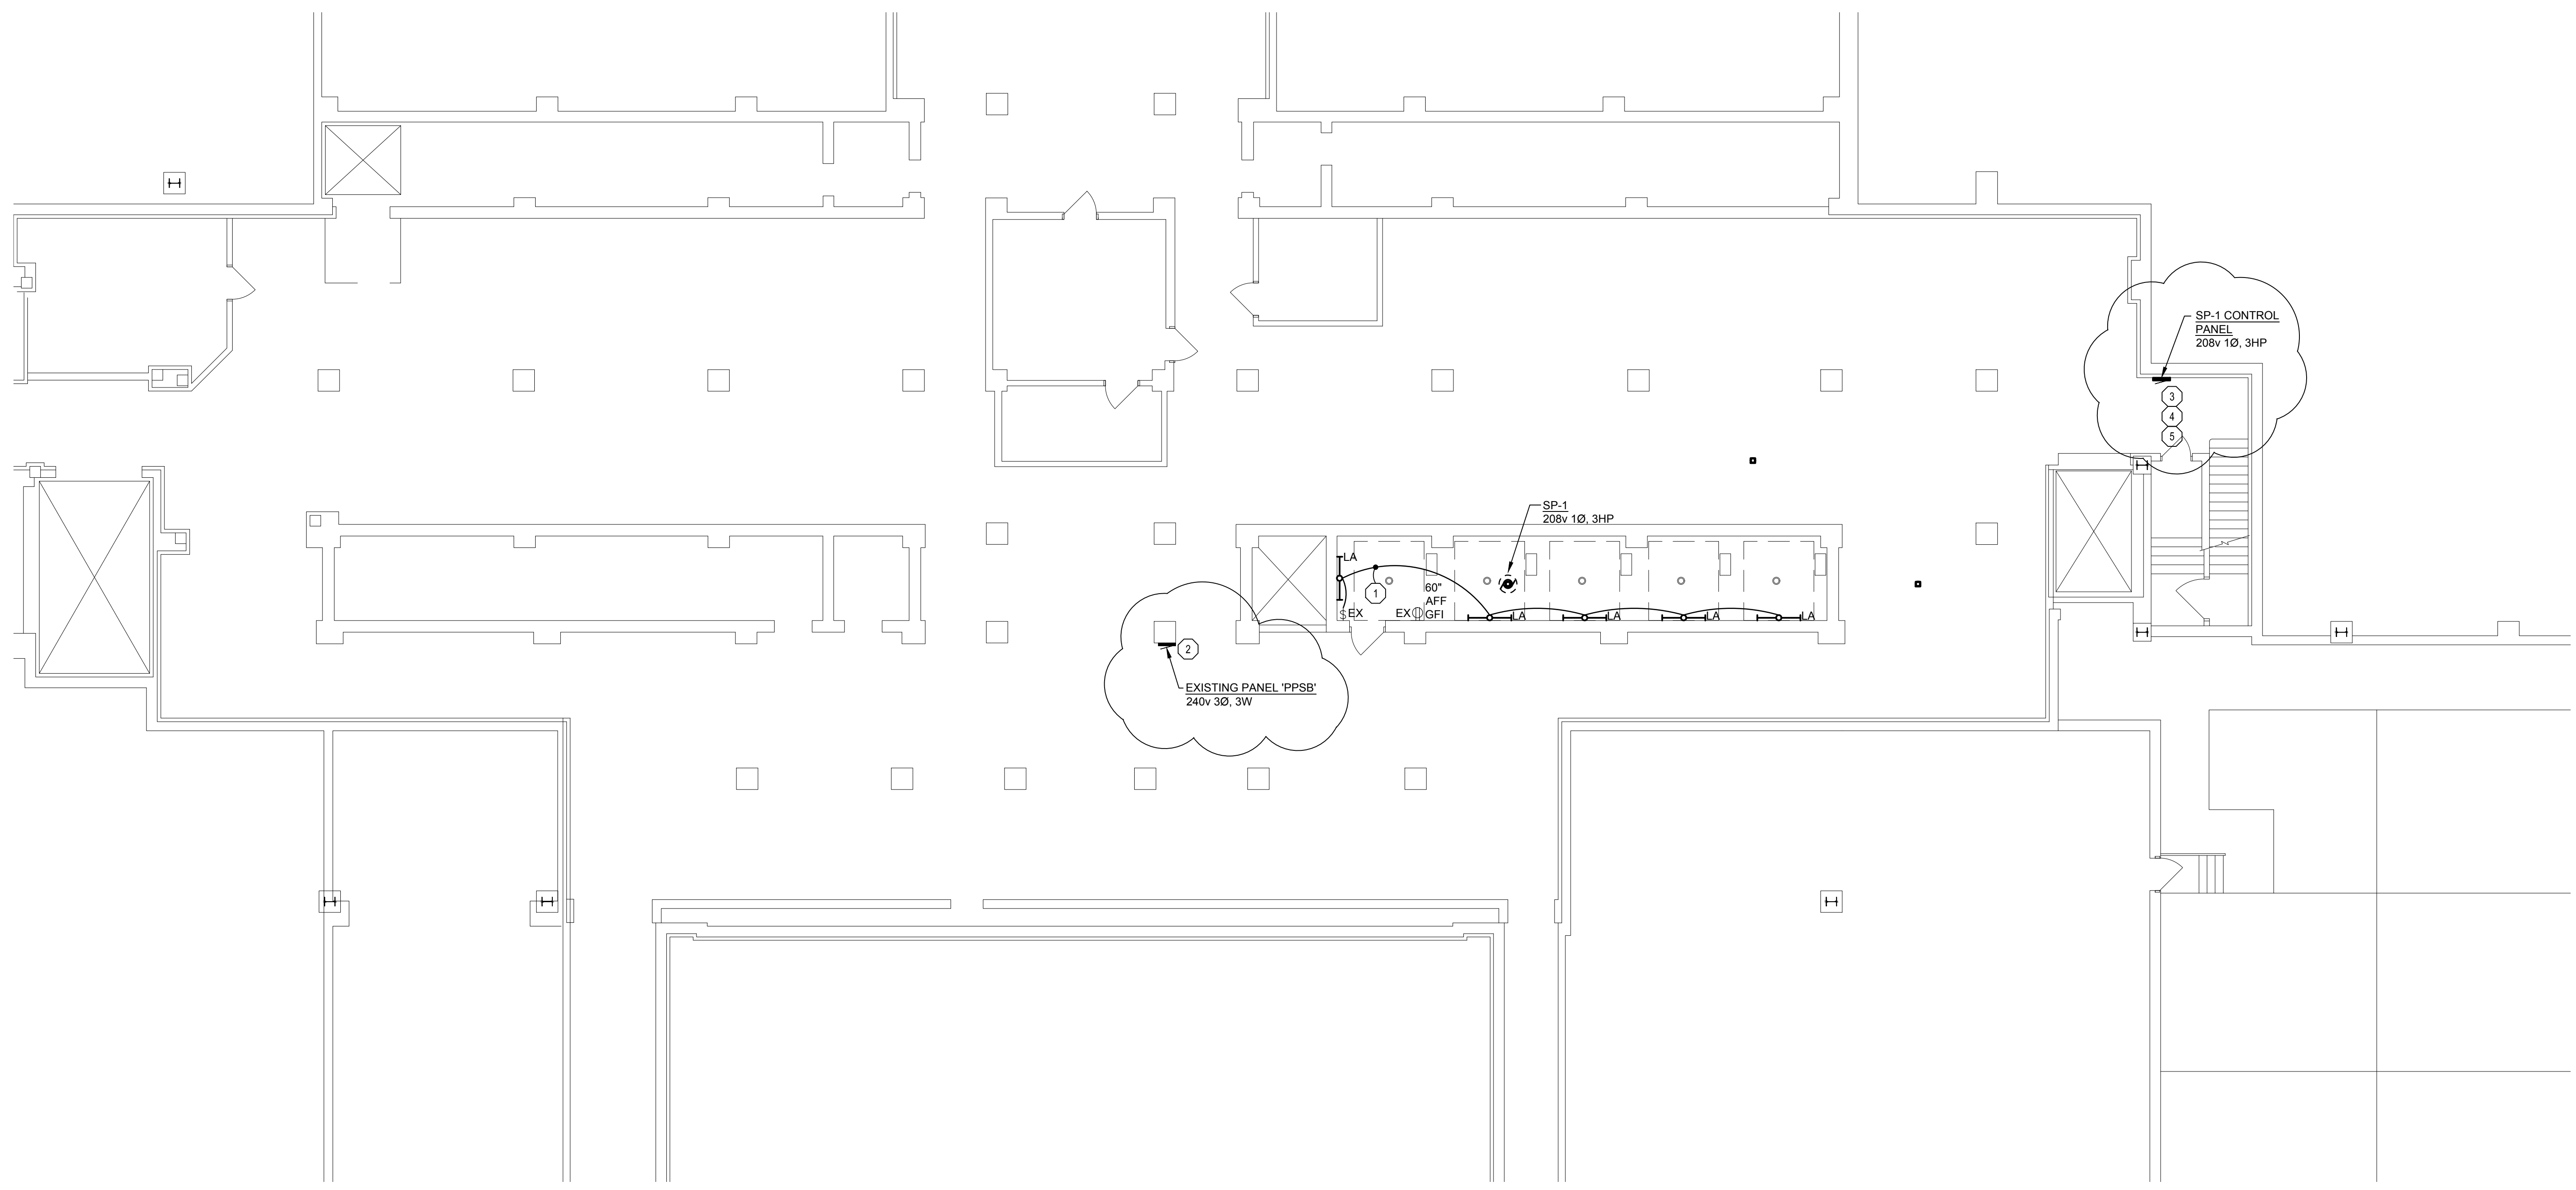 SP-1 CONTROL
PANEL
208v 1Ø, 3HP
3
4
5
SP-1
208v 1Ø, 3HP
LA
1
60"
AFF
GFI
$ EX
EX
LA
LA
LA
LA
2
EXISTING PANEL 'PPSB'
240v 3Ø, 3W